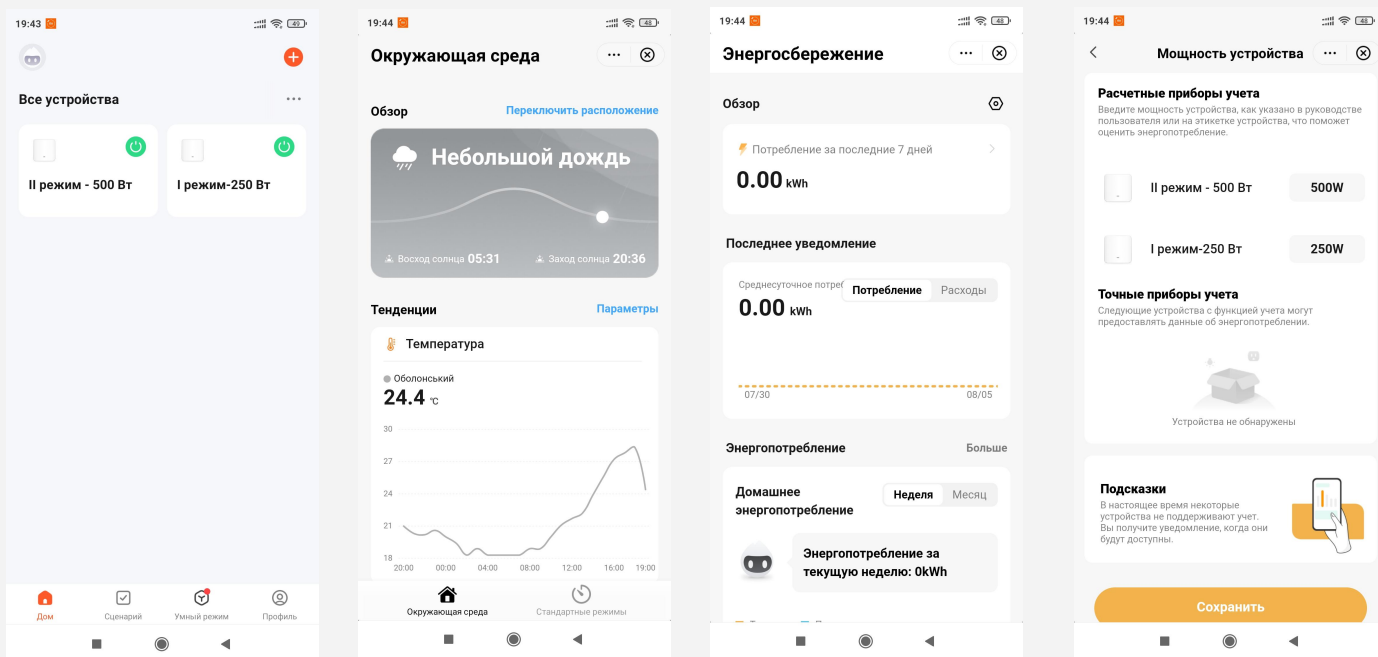 19:43
49
Все устройства
II режим - 500 Вт
I режим-250 Вт
Дом
Сценарий
Умный режим
Профиль
19:44
48
Окружающая среда
Обзор
Переключить расположение
Небольшой дождь
Восход солнца 05:31
Заход солнца 20:36
Тенденции
Параметры
Температура
Оболонський
24.4 °C
30
27
24
21
18
20:00 00:00 04:00 08:00 12:00 16:00 19:00
Окружающая среда
Стандартные режимы
19:44
48
Энергосбережение
Обзор
Потребление за последние 7 дней
0.00 kWh
Последнее уведомление
Среднесуточное потре
Потребление
Расходы
0.00 kWh
07/30
08/05
Энергопотребление
Больше
Домашнее
энергопотребление
Неделя
Месяц
Энергопотребление за
текущую неделю: 0kWh
19:44
48
Мощность устройства
Расчетные приборы учета
Введите мощность устройства, как указано в руководстве
пользователя или на этикетке устройства, что поможет
оценить энергопотребление.
II режим - 500 Вт
500W
I режим-250 Вт
250W
Точные приборы учета
Следующие устройства с функцией учета могут
предоставлять данные об энергопотреблении.
Устройства не обнаружены
Подсказки
В настоящее время некоторые
устройства не поддерживают учет.
Вы получите уведомление, когда они
будут доступны.
Сохранить